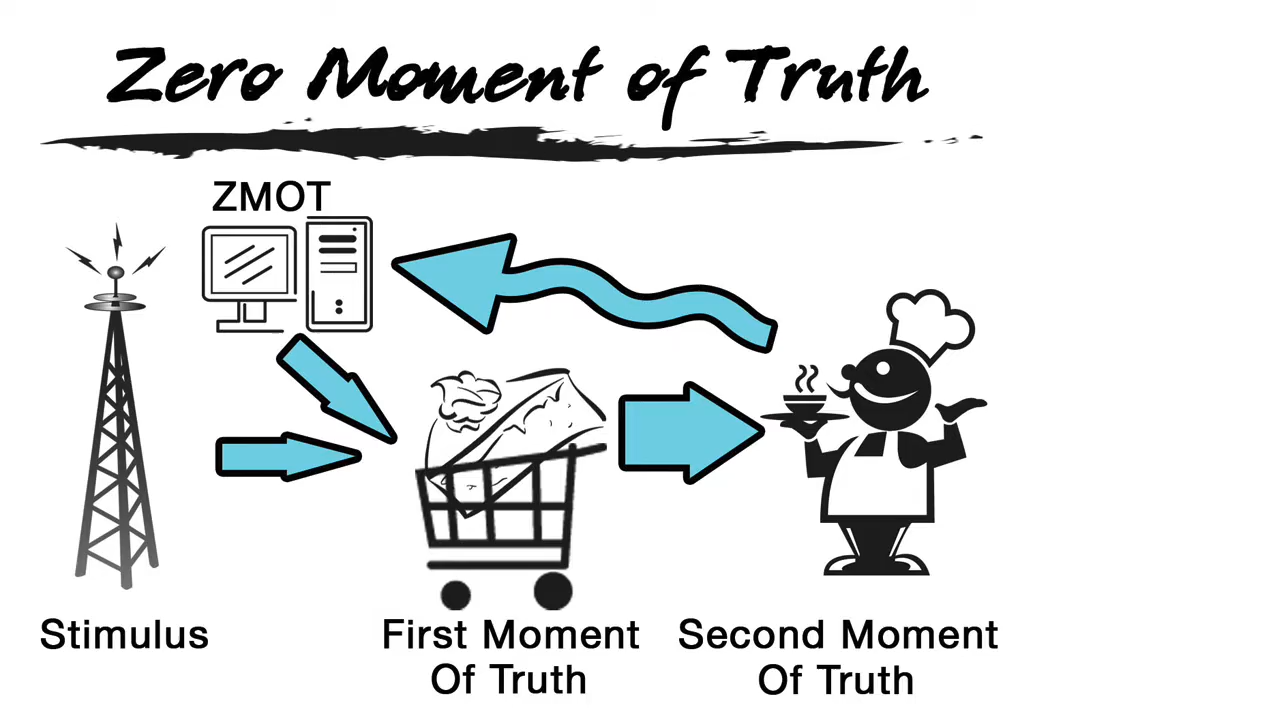 Zero Moment of Truth
ZMOT
Stimulus
First Moment
Of Truth
Second Moment
Of Truth